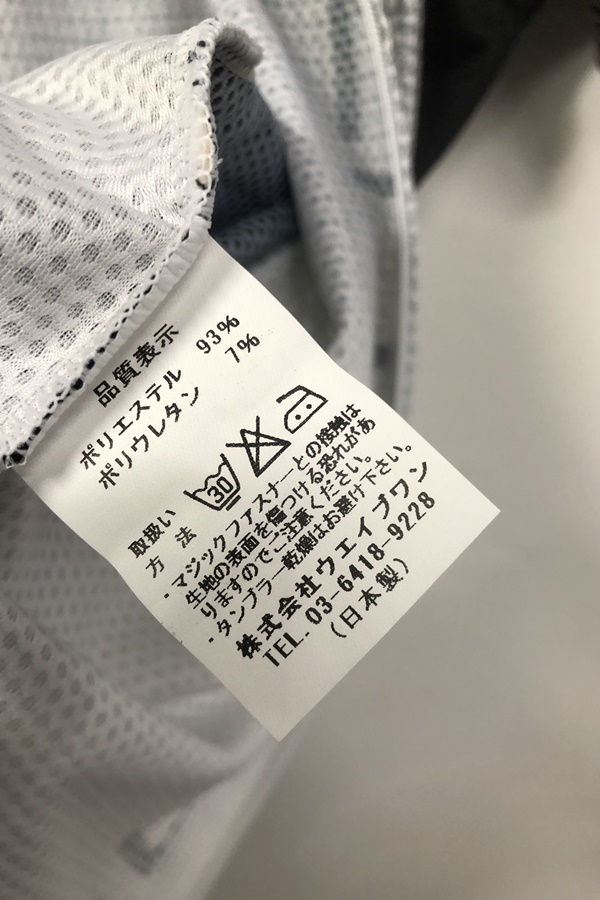 品質表示
ポリエステル 93%
ポリウレタン 7%
取扱い
方 法
30
・マジックファスナーとの接触は
生地の表面を傷つける恐れがあ
りますのでご注意ください。
・タンブラー乾燥はお避け下さい。
株式会社ウエイブワン
TEL. 03-6418-9228
(日本製)